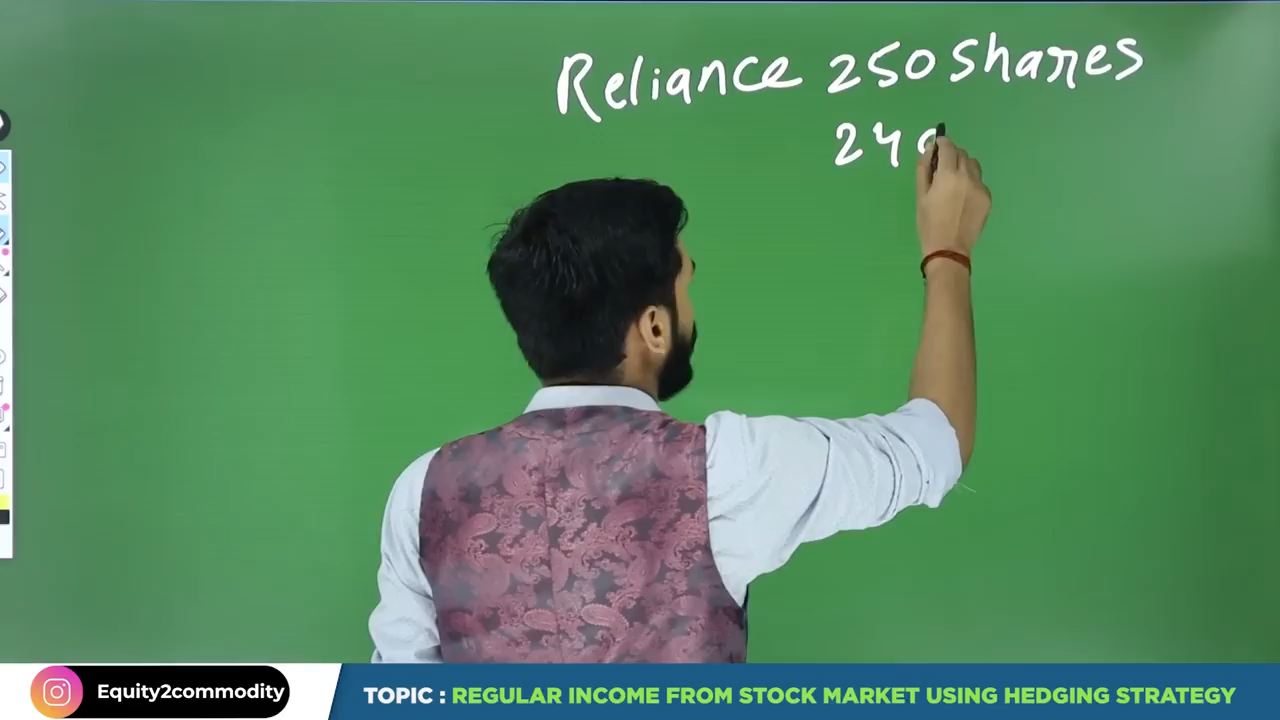 Reliance 250 shares
24
Equity2commodity
TOPIC : REGULAR INCOME FROM STOCK MARKET USING HEDGING STRATEGY